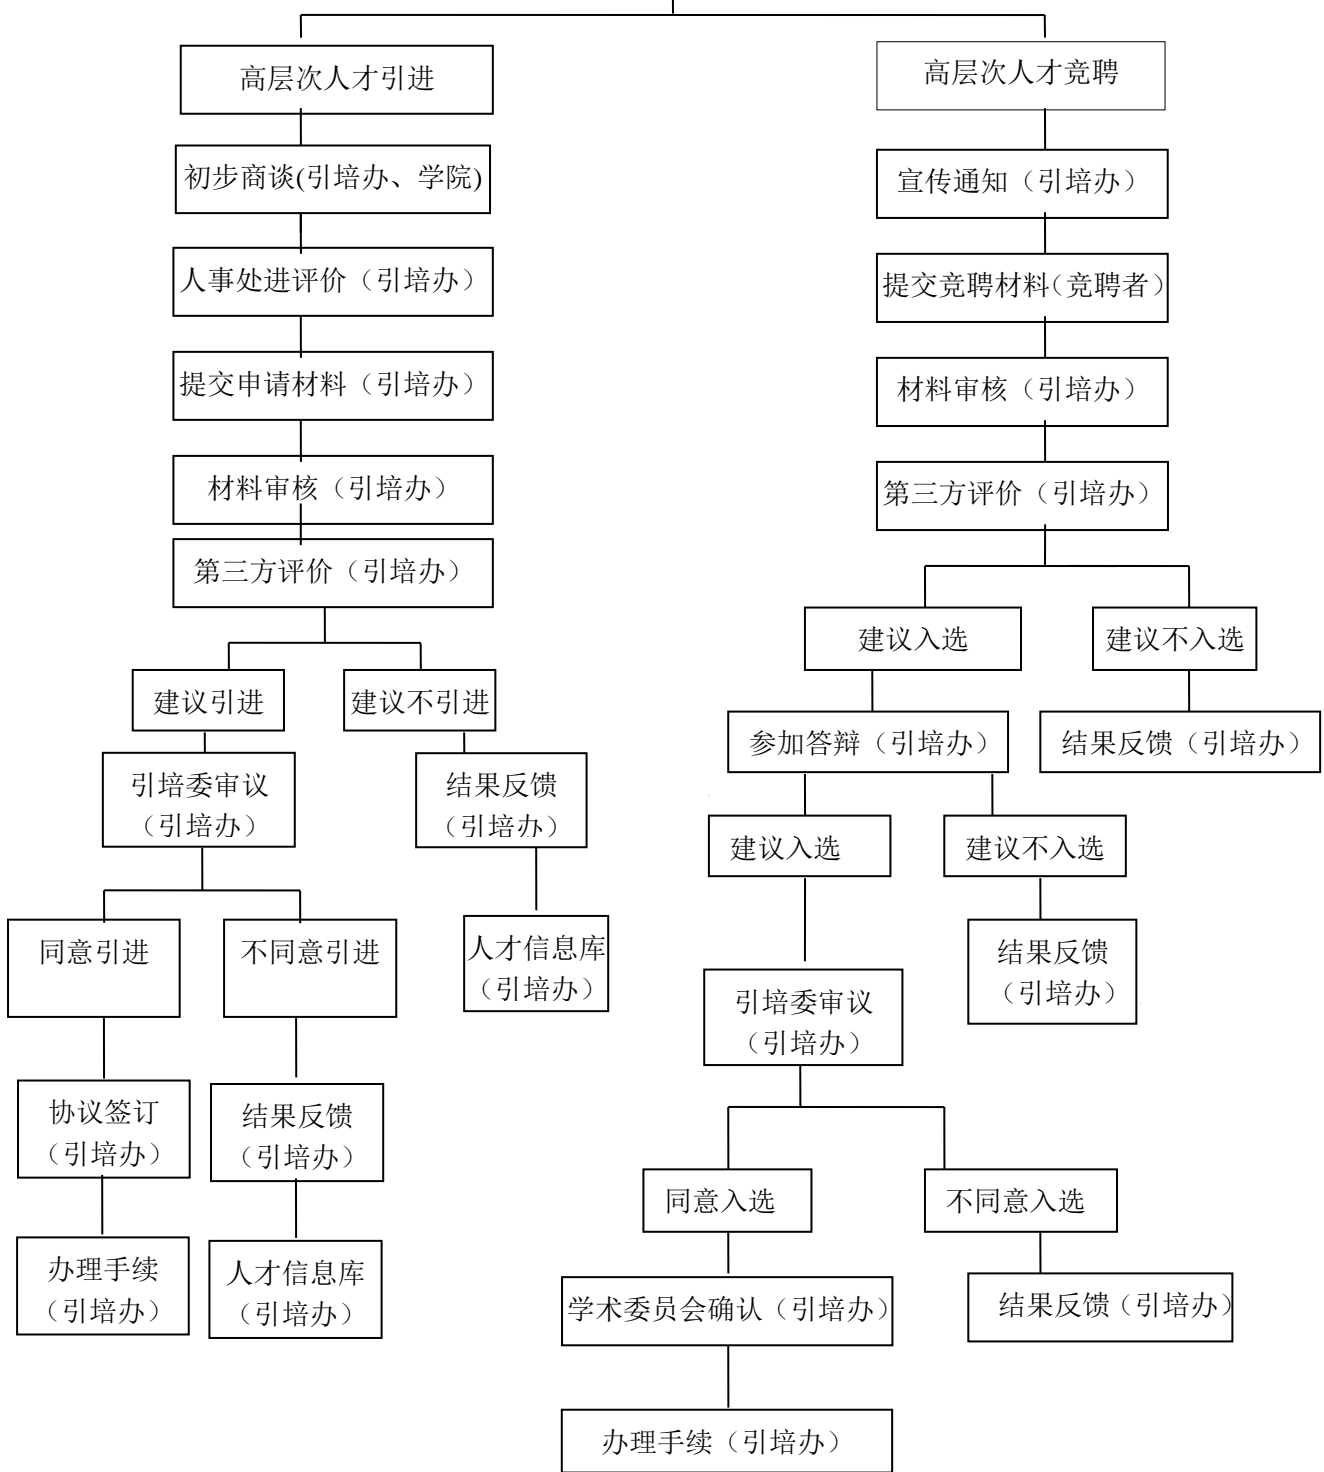 高层次人才引进
高层次人才竞聘
初步商谈(引培办、学院)
宣传通知（引培办）
人事处进评价（引培办）
提交竞聘材料（竞聘者）
提交申请材料（引培办）
材料审核（引培办）
材料审核（引培办）
第三方评价（引培办）
第三方评价（引培办）
建议入选
建议不入选
建议引进
建议不引进
参加答辩（引培办）
结果反馈（引培办）
引培委审议
（引培办）
结果反馈
（引培办）
建议入选
建议不入选
同意引进
不同意引进
人才信息库
（引培办）
结果反馈
（引培办）
引培委审议
（引培办）
协议签订
（引培办）
结果反馈
（引培办）
同意入选
不同意入选
办理手续
（引培办）
人才信息库
（引培办）
学术委员会确认（引培办）
结果反馈（引培办）
办理手续（引培办）